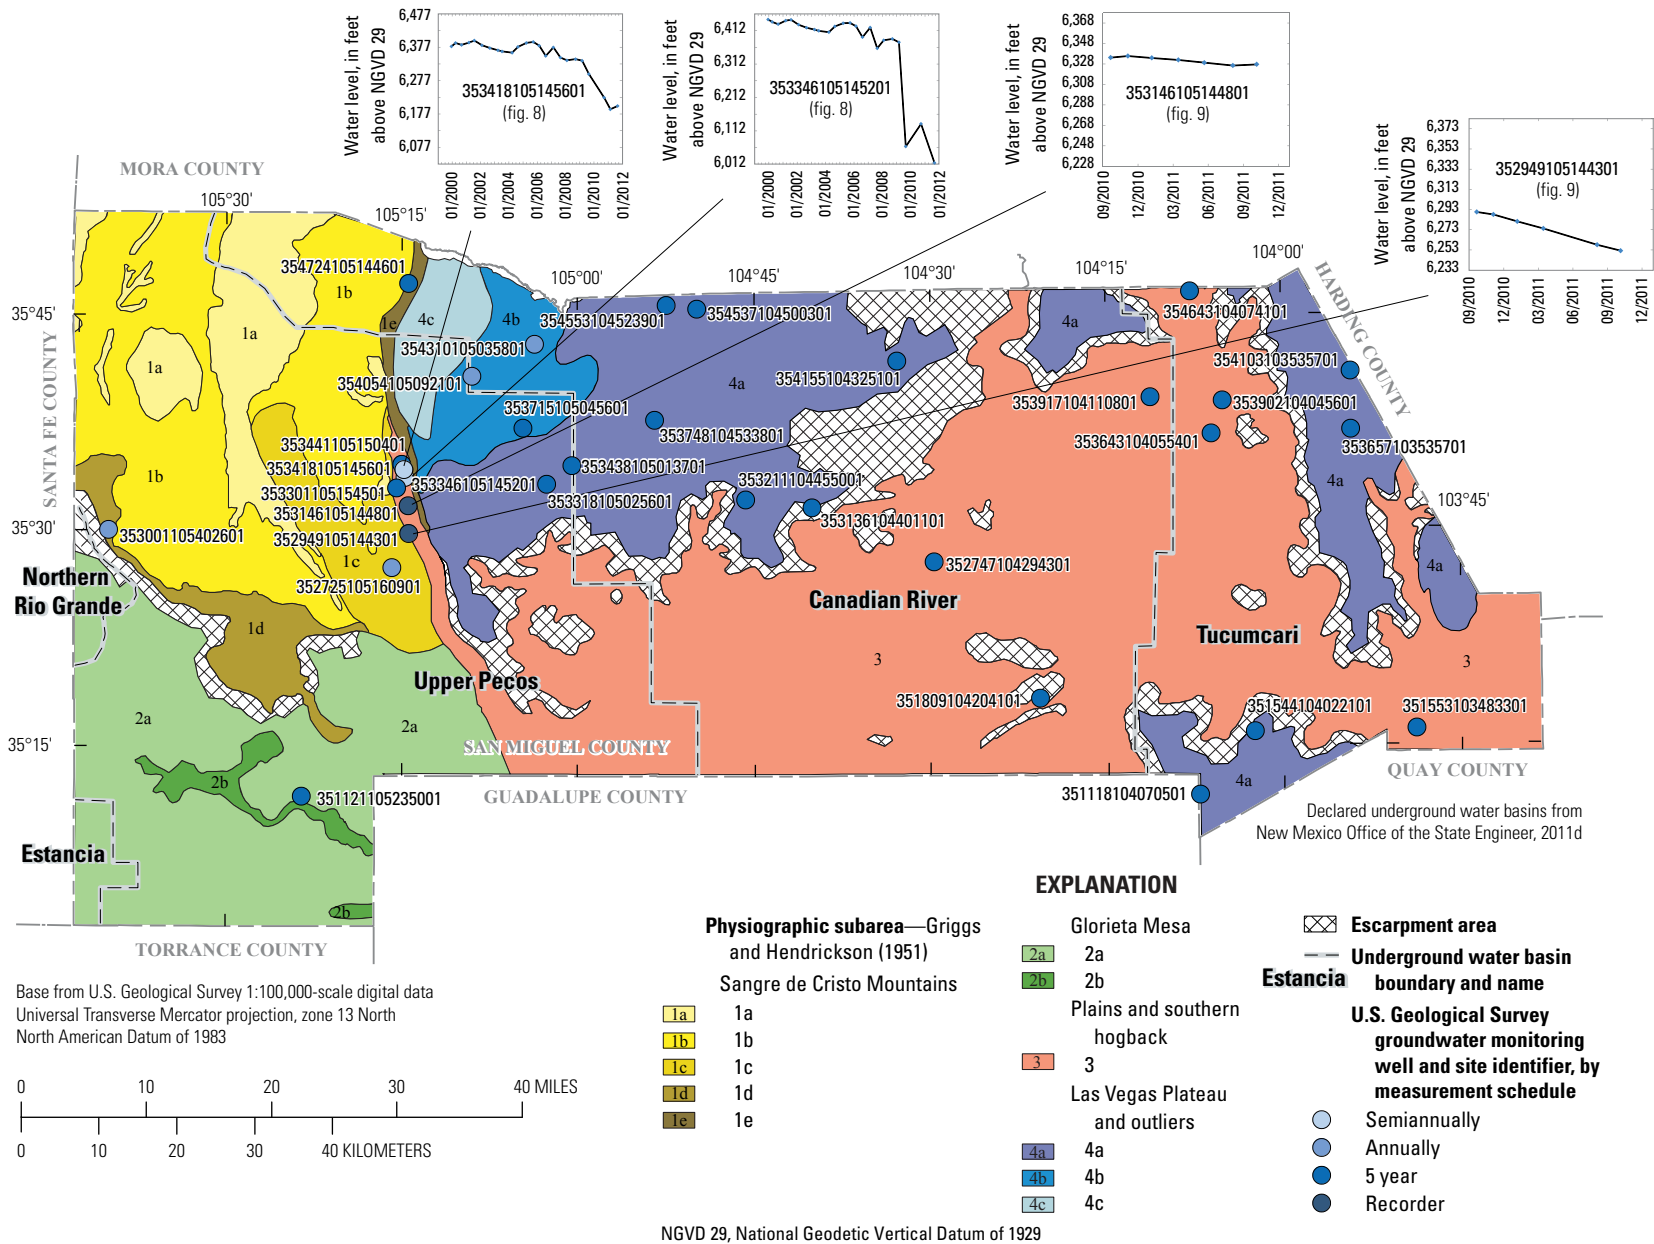 Water level, in feet
above NGVD 29
6,477
6,377
6,277
6,177
6,077
353418105145601
(fig. 8)
01/2000
01/2002
01/2004
01/2006
01/2008
01/2010
01/2012
Water level, in feet
above NGVD 29
6,412
6,312
6,212
6,112
6,012
353346105145201
(fig. 8)
01/2000
01/2002
01/2004
01/2006
01/2008
01/2010
01/2012
Water level, in feet
above NGVD 29
6,368
6,348
6,328
6,308
6,288
6,268
6,248
6,228
353146105144801
(fig. 9)
09/2010
12/2010
03/2011
06/2011
09/2011
12/2011
Water level, in feet
above NGVD 29
6,373
6,353
6,333
6,313
6,293
6,273
6,253
6,233
352949105144301
(fig. 9)
09/2010
12/2010
03/2011
06/2011
09/2011
12/2011
MORA COUNTY
105°30'
105°15'
105°00'
104°45'
104°30'
104°15'
104°00'
103°45'
HARDING COUNTY
SANTA FE COUNTY
35°45'
35°30'
35°15'
354724105144601
1b
1a
1e
4c
4b
354553104523901
354537104500301
4a
354643104074101
354310105035801
354103103535701
1a
354054105092101
4a
354155104325101
353715105045601
353917104110801
353902104045601
353748104533801
353643104055401
353657103535701
353441105150401
353418105145601
353438105013701
1b
353346105145201
353211104455001
4a
353301105154501
353318105025601
353146105144801
353136104401101
353001105402601
352949105144301
1c
352747104294301
4a
Northern
Rio Grande
352725105160901
Canadian River
1d
Tucumcari
3
3
Upper Pecos
351809104204101
351544104022101
351553103483301
2a
2a
SAN MIGUEL COUNTY
2b
4a
QUAY COUNTY
351121105235001
GUADALUPE COUNTY
351118104070501
Declared underground water basins from
New Mexico Office of the State Engineer, 2011d
Estancia
2b
TORRANCE COUNTY
Base from U.S. Geological Survey 1:100,000-scale digital data
Universal Transverse Mercator projection, zone 13 North
North American Datum of 1983
0 10 20 30 40 MILES
0 10 20 30 40 KILOMETERS
EXPLANATION
Physiographic subarea—Griggs
and Hendrickson (1951)
Sangre de Cristo Mountains
1a 1a
1b 1b
1c 1c
1d 1d
1e 1e
Glorieta Mesa
2a 2a
2b 2b
Plains and southern
hogback
3 3
Las Vegas Plateau
and outliers
4a 4a
4b 4b
4c 4c
Escarpment area
Estancia
Underground water basin
boundary and name
U.S. Geological Survey
groundwater monitoring
well and site identifier, by
measurement schedule
Semiannually
Annually
5 year
Recorder
NGVD 29, National Geodetic Vertical Datum of 1929